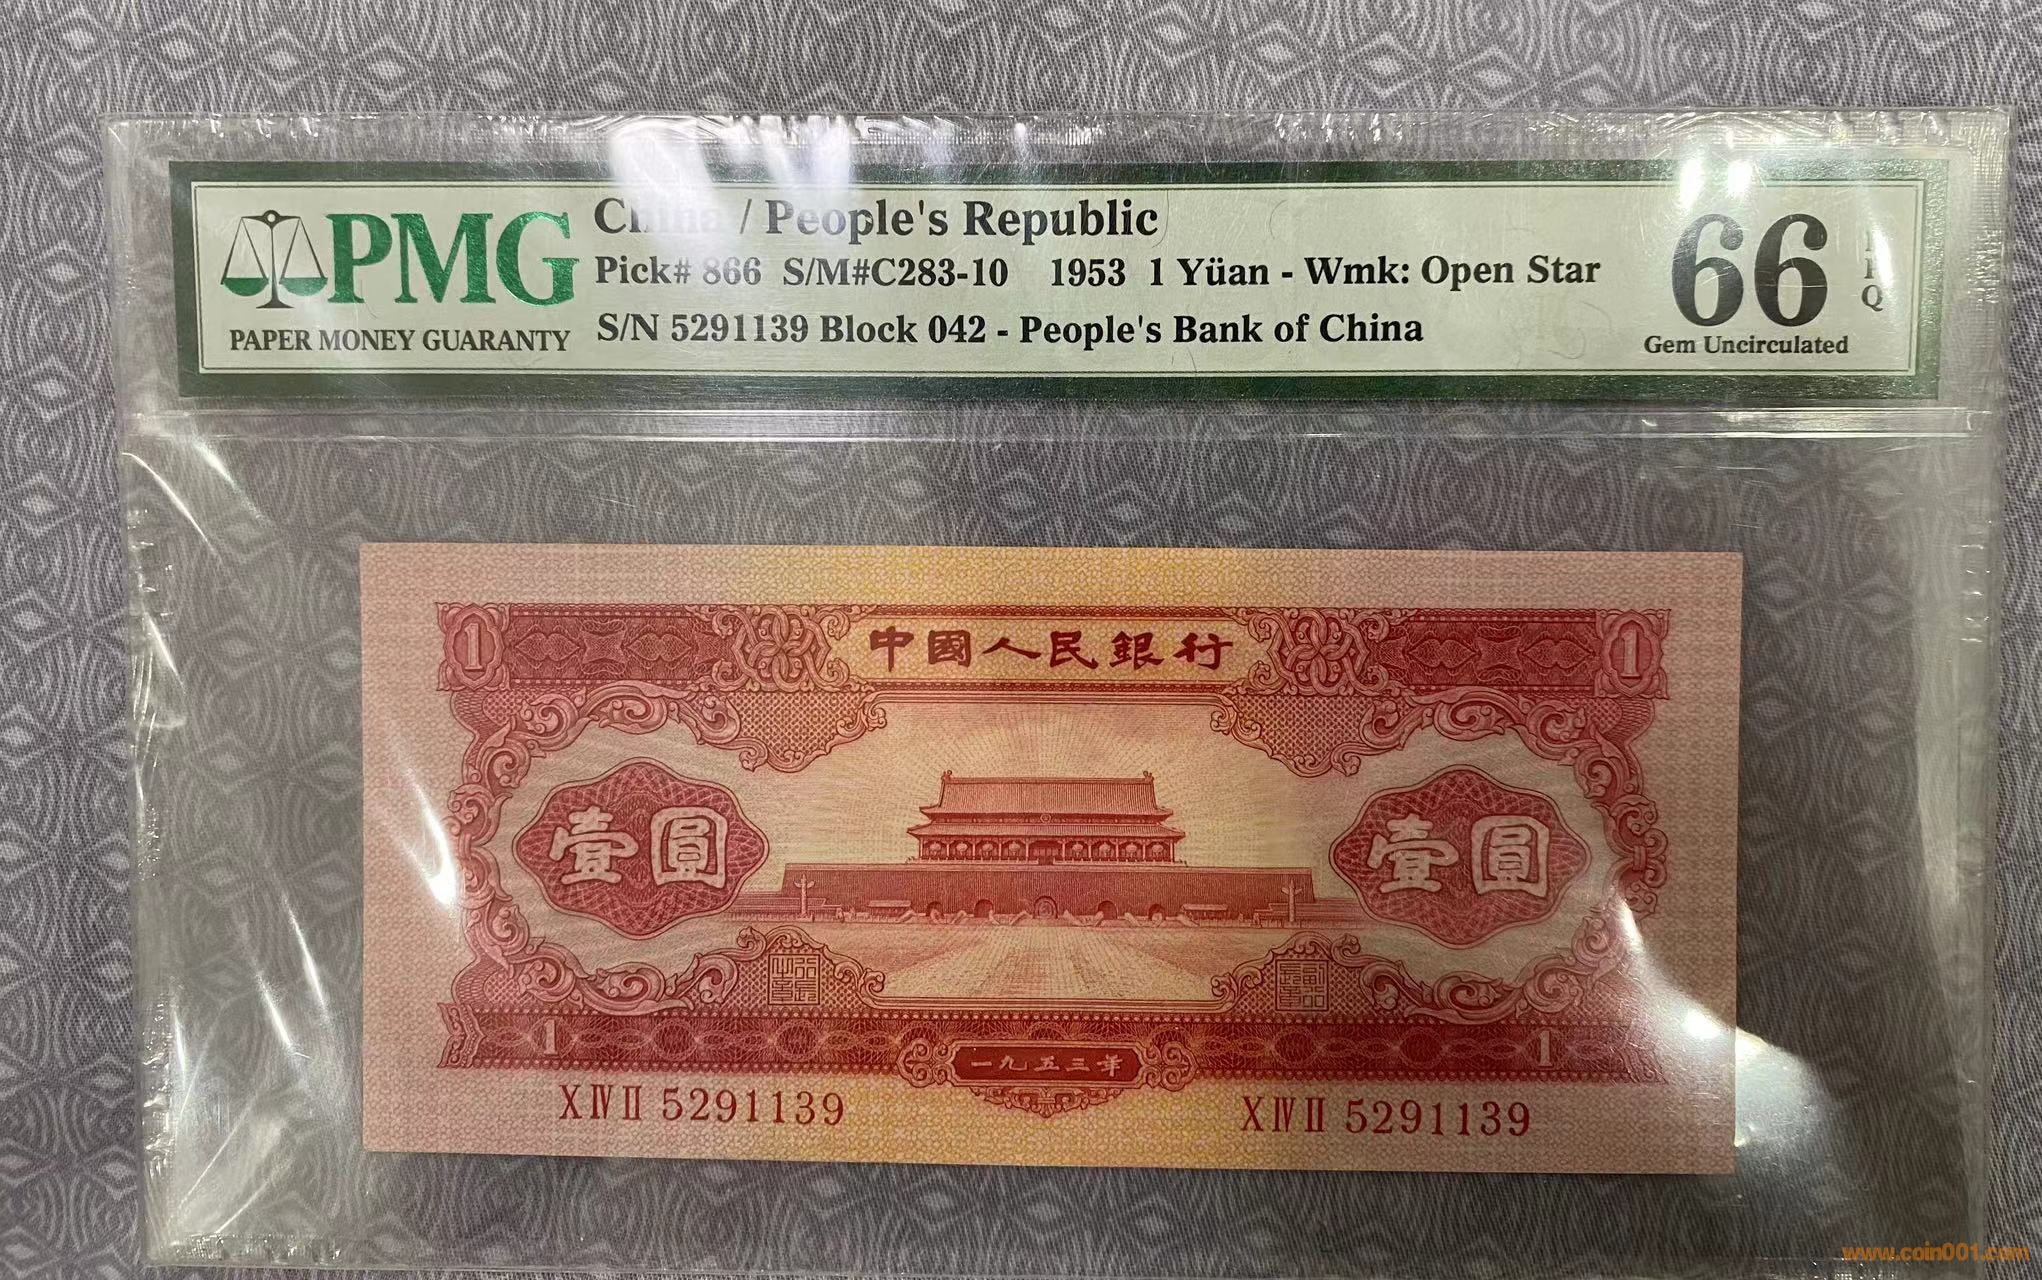 PMG
PAPER MONEY GUARANTY
China / People's Republic
Pick# 866 S/M#C283-10 1953 1 Yüan - Wmk: Open Star
S/N 5291139 Block 042 - People's Bank of China
66
Gem Uncirculated
Q
中國人民銀行
1 1
壹圓 壹圓
1 1
一九五三年
XⅣⅡ 5291139 XⅣⅡ 5291139
www.coin001.com